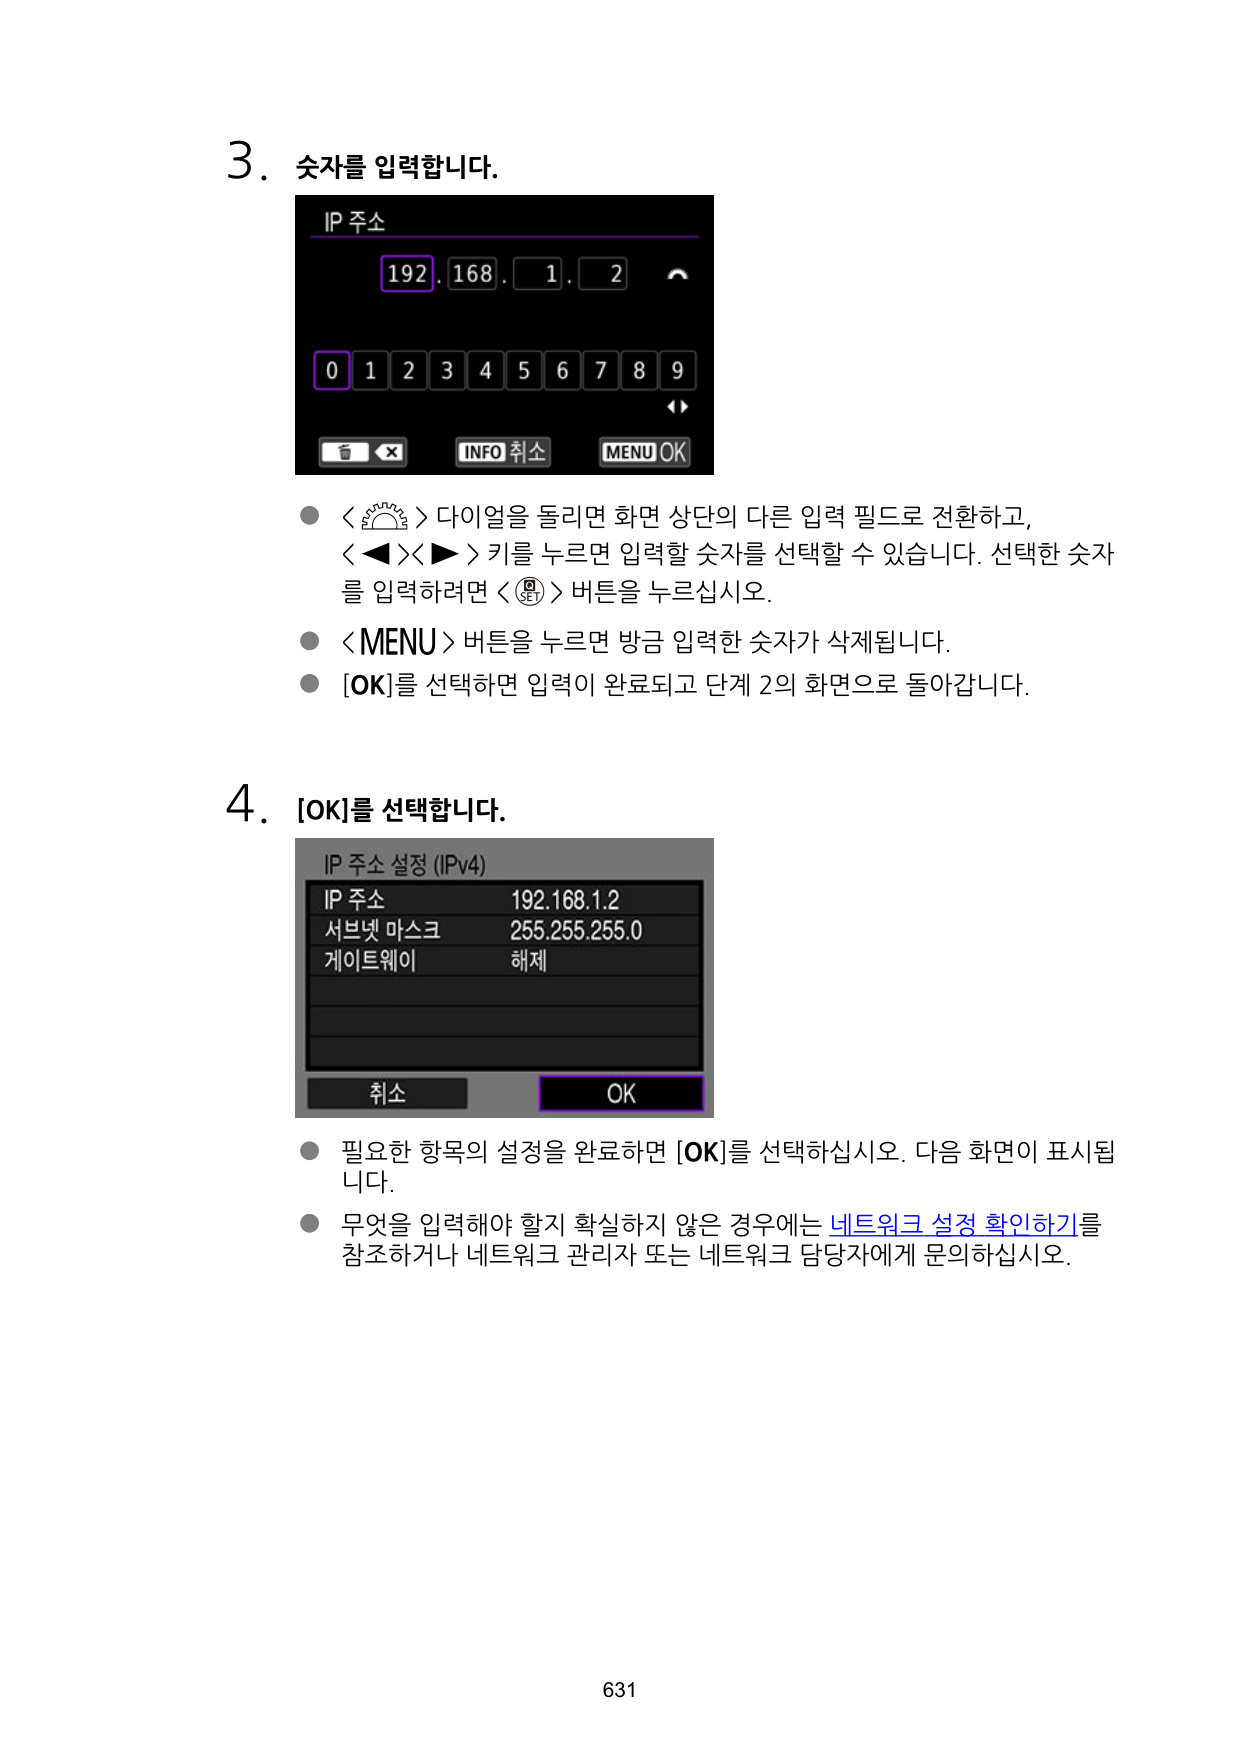 3. 숫자를 입력합니다.
IP 주소
192.168. 1. 2
0 1 2 3 4 5 6 7 8 9
INFO 취소 MENU OK
< > 다이얼을 돌리면 화면 상단의 다른 입력 필드로 전환하고,
< ◀ >< ▶ > 키를 누르면 입력할 숫자를 선택할 수 있습니다. 선택한 숫자
를 입력하려면 < Q SET > 버튼을 누르십시오.
● <MENU> 버튼을 누르면 방금 입력한 숫자가 삭제됩니다.
● [OK]를 선택하면 입력이 완료되고 단계 2의 화면으로 돌아갑니다.
4. [OK]를 선택합니다.
IP 주소 설정 (IPv4)
IP 주소 192.168.1.2
서브넷 마스크 255.255.255.0
게이트웨이 해제
취소 OK
● 필요한 항목의 설정을 완료하면 [OK]를 선택하십시오. 다음 화면이 표시됩
니다.
● 무엇을 입력해야 할지 확실하지 않은 경우에는 네트워크 설정 확인하기를
참조하거나 네트워크 관리자 또는 네트워크 담당자에게 문의하십시오.
631